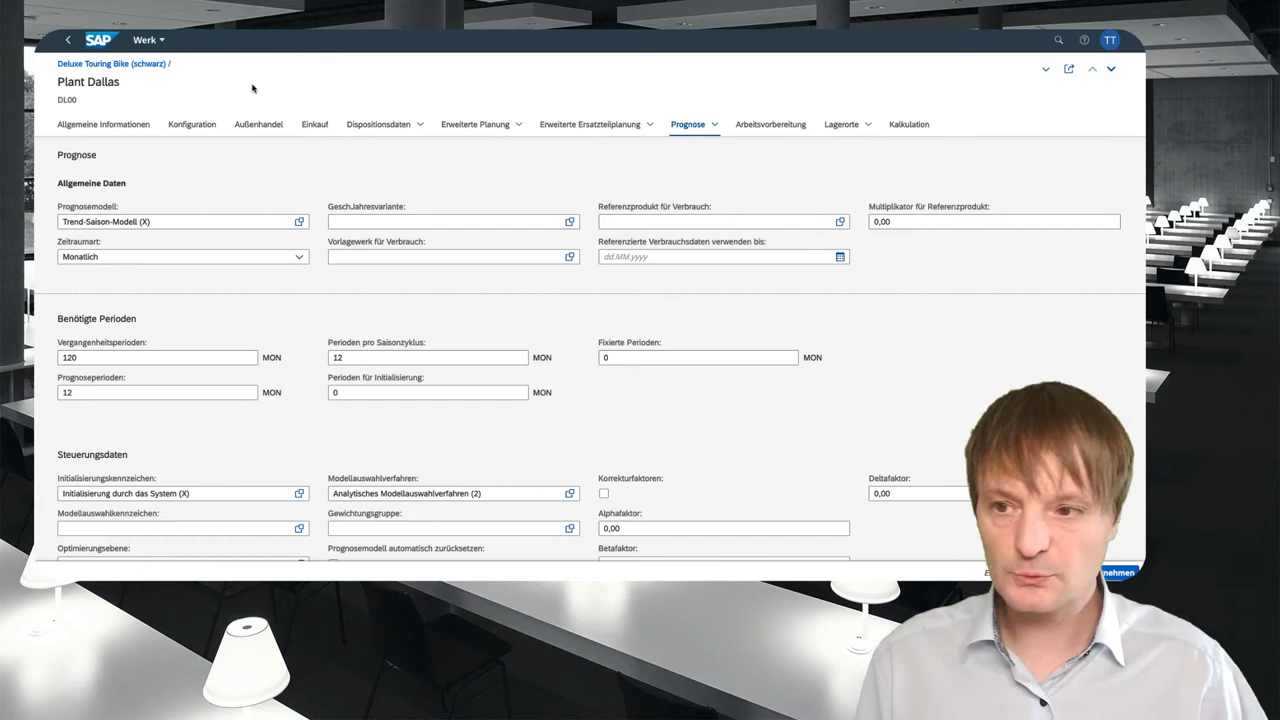 SAP Werk
TT
Deluxe Touring Bike (schwarz) /
Plant Dallas
DL00
Allgemeine Informationen Konfiguration Außenhandel Einkauf Dispositionsdaten Erweiterte Planung Erweiterte Ersatzteilplanung Prognose Arbeitsvorbereitung Lagerorte Kalkulation
Prognose
Allgemeine Daten
Prognosemodell: GeschJahresvariante: Referenzprodukt für Verbrauch: Multiplikator für Referenzprodukt:
Trend-Saison-Modell (X) 0,00
Zeitraumart: Vorlagewerk für Verbrauch: Referenzierte Verbrauchsdaten verwenden bis:
Monatlich dd.MM.yyyy
Benötigte Perioden
Vergangenheitsperioden: Perioden pro Saisonzyklus: Fixierte Perioden:
120 MON 12 MON 0 MON
Prognoseperioden: Perioden für Initialisierung:
12 MON 0 MON
Steuerungsdaten
Initialisierungskennzeichen: Modellauswahlverfahren: Korrekturfaktoren: Deltafaktor:
Initialisierung durch das System (X) Analytisches Modellauswahlverfahren (2) 0,00
Modellauswahlkennzeichen: Gewichtungsgruppe: Alphafaktor:
0,00
Optimierungsebene: Prognosemodell automatisch zurücksetzen: Betafaktor:
nehmen